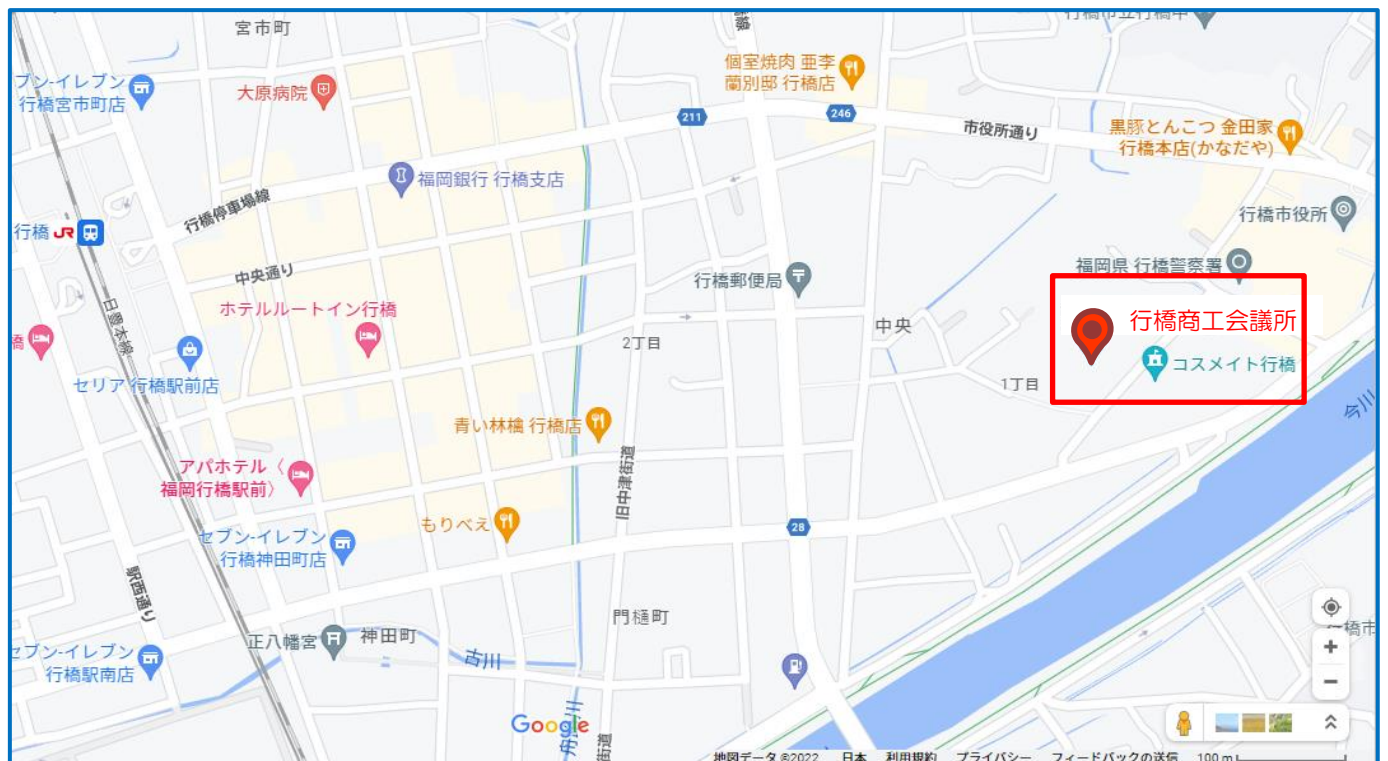 宮市町
ブン-イレブン
行橋宮市町店
大原病院
個室焼肉 亜李
蘭別邸 行橋店
211
246
市役所通り
黒豚とんこつ 金田家
行橋本店(かなだや)
福岡銀行 行橋支店
行橋停車場線
行橋 JR
行橋市役所
中央通り
行橋郵便局
福岡県 行橋警察署
日豊本線
ホテルルートイン行橋
中央
行橋商工会議所
橋
2丁目
コスメイト行橋
セリア 行橋駅前店
1丁目
今川
青い林檎 行橋店
アパホテル〈
福岡行橋駅前〉
旧中津街道
もりべえ
28
セブン-イレブン
行橋神田町店
駅西通り
門樋町
正八幡宮
神田町
橋市
セブン-イレブン
行橋駅南店
古川
Google
街道
地図データ ©2022 日本 利用規約 プライバシー フィードバックの送信 100 m